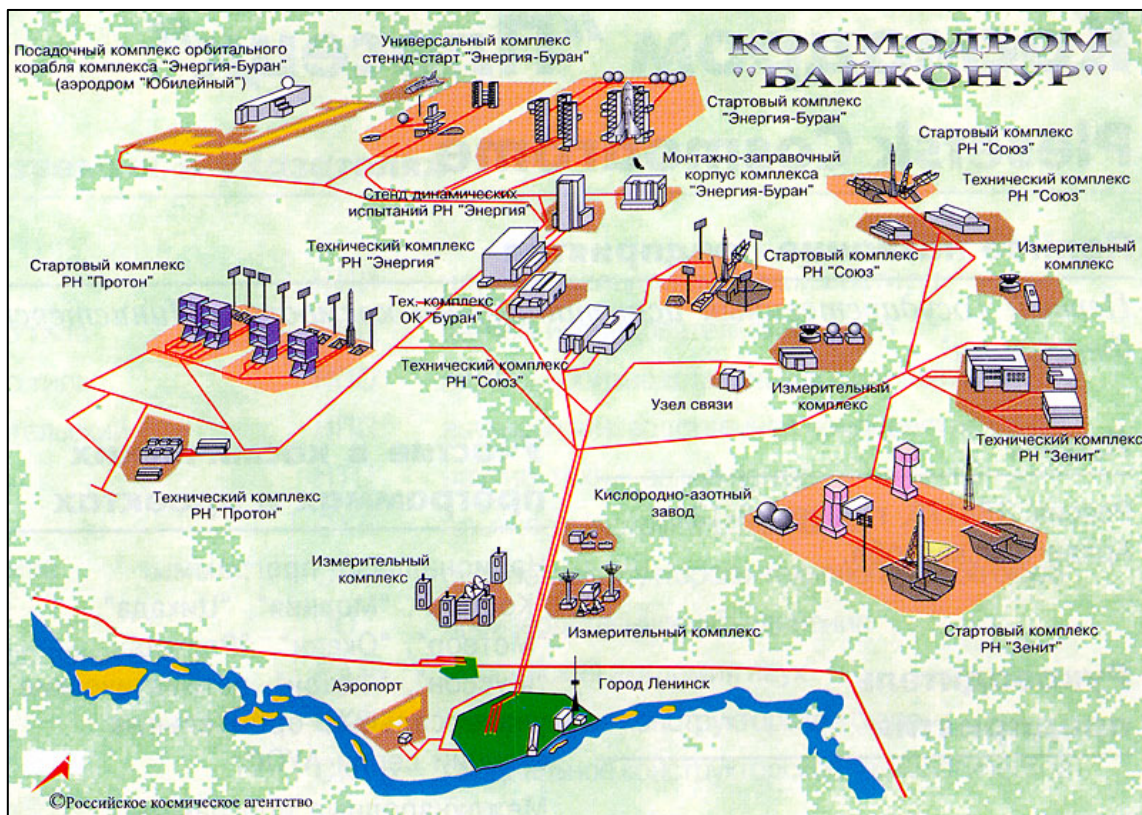 КОСМОДРОМ
"БАЙКОНУР"
Посадочный комплекс орбитального
корабля комплекса "Энергия-Буран"
(аэродром "Юбилейный")
Универсальный комплекс
стеннд-старт "Энергия-Буран"
Стартовый комплекс
"Энергия-Буран"
Стартовый комплекс
РН "Союз"
Монтажно-заправочный
корпус комплекса
"Энергия-Буран"
Технический комплекс
РН "Союз"
Стенд динамических
испытаний РН "Энергия"
Технический комплекс
РН "Энергия"
Стартовый комплекс
РН "Союз"
Измерительный
комплекс
Стартовый комплекс
РН "Протон"
Тех. комплекс
ОК "Буран"
Технический комплекс
РН "Союз"
Узел связи
Измерительный
комплекс
Технический комплекс
РН "Зенит"
Технический комплекс
РН "Протон"
Кислородно-азотный
завод
Измерительный
комплекс
Измерительный комплекс
Стартовый комплекс
РН "Зенит"
Аэропорт
Город Ленинск
©Российское космическое агентство